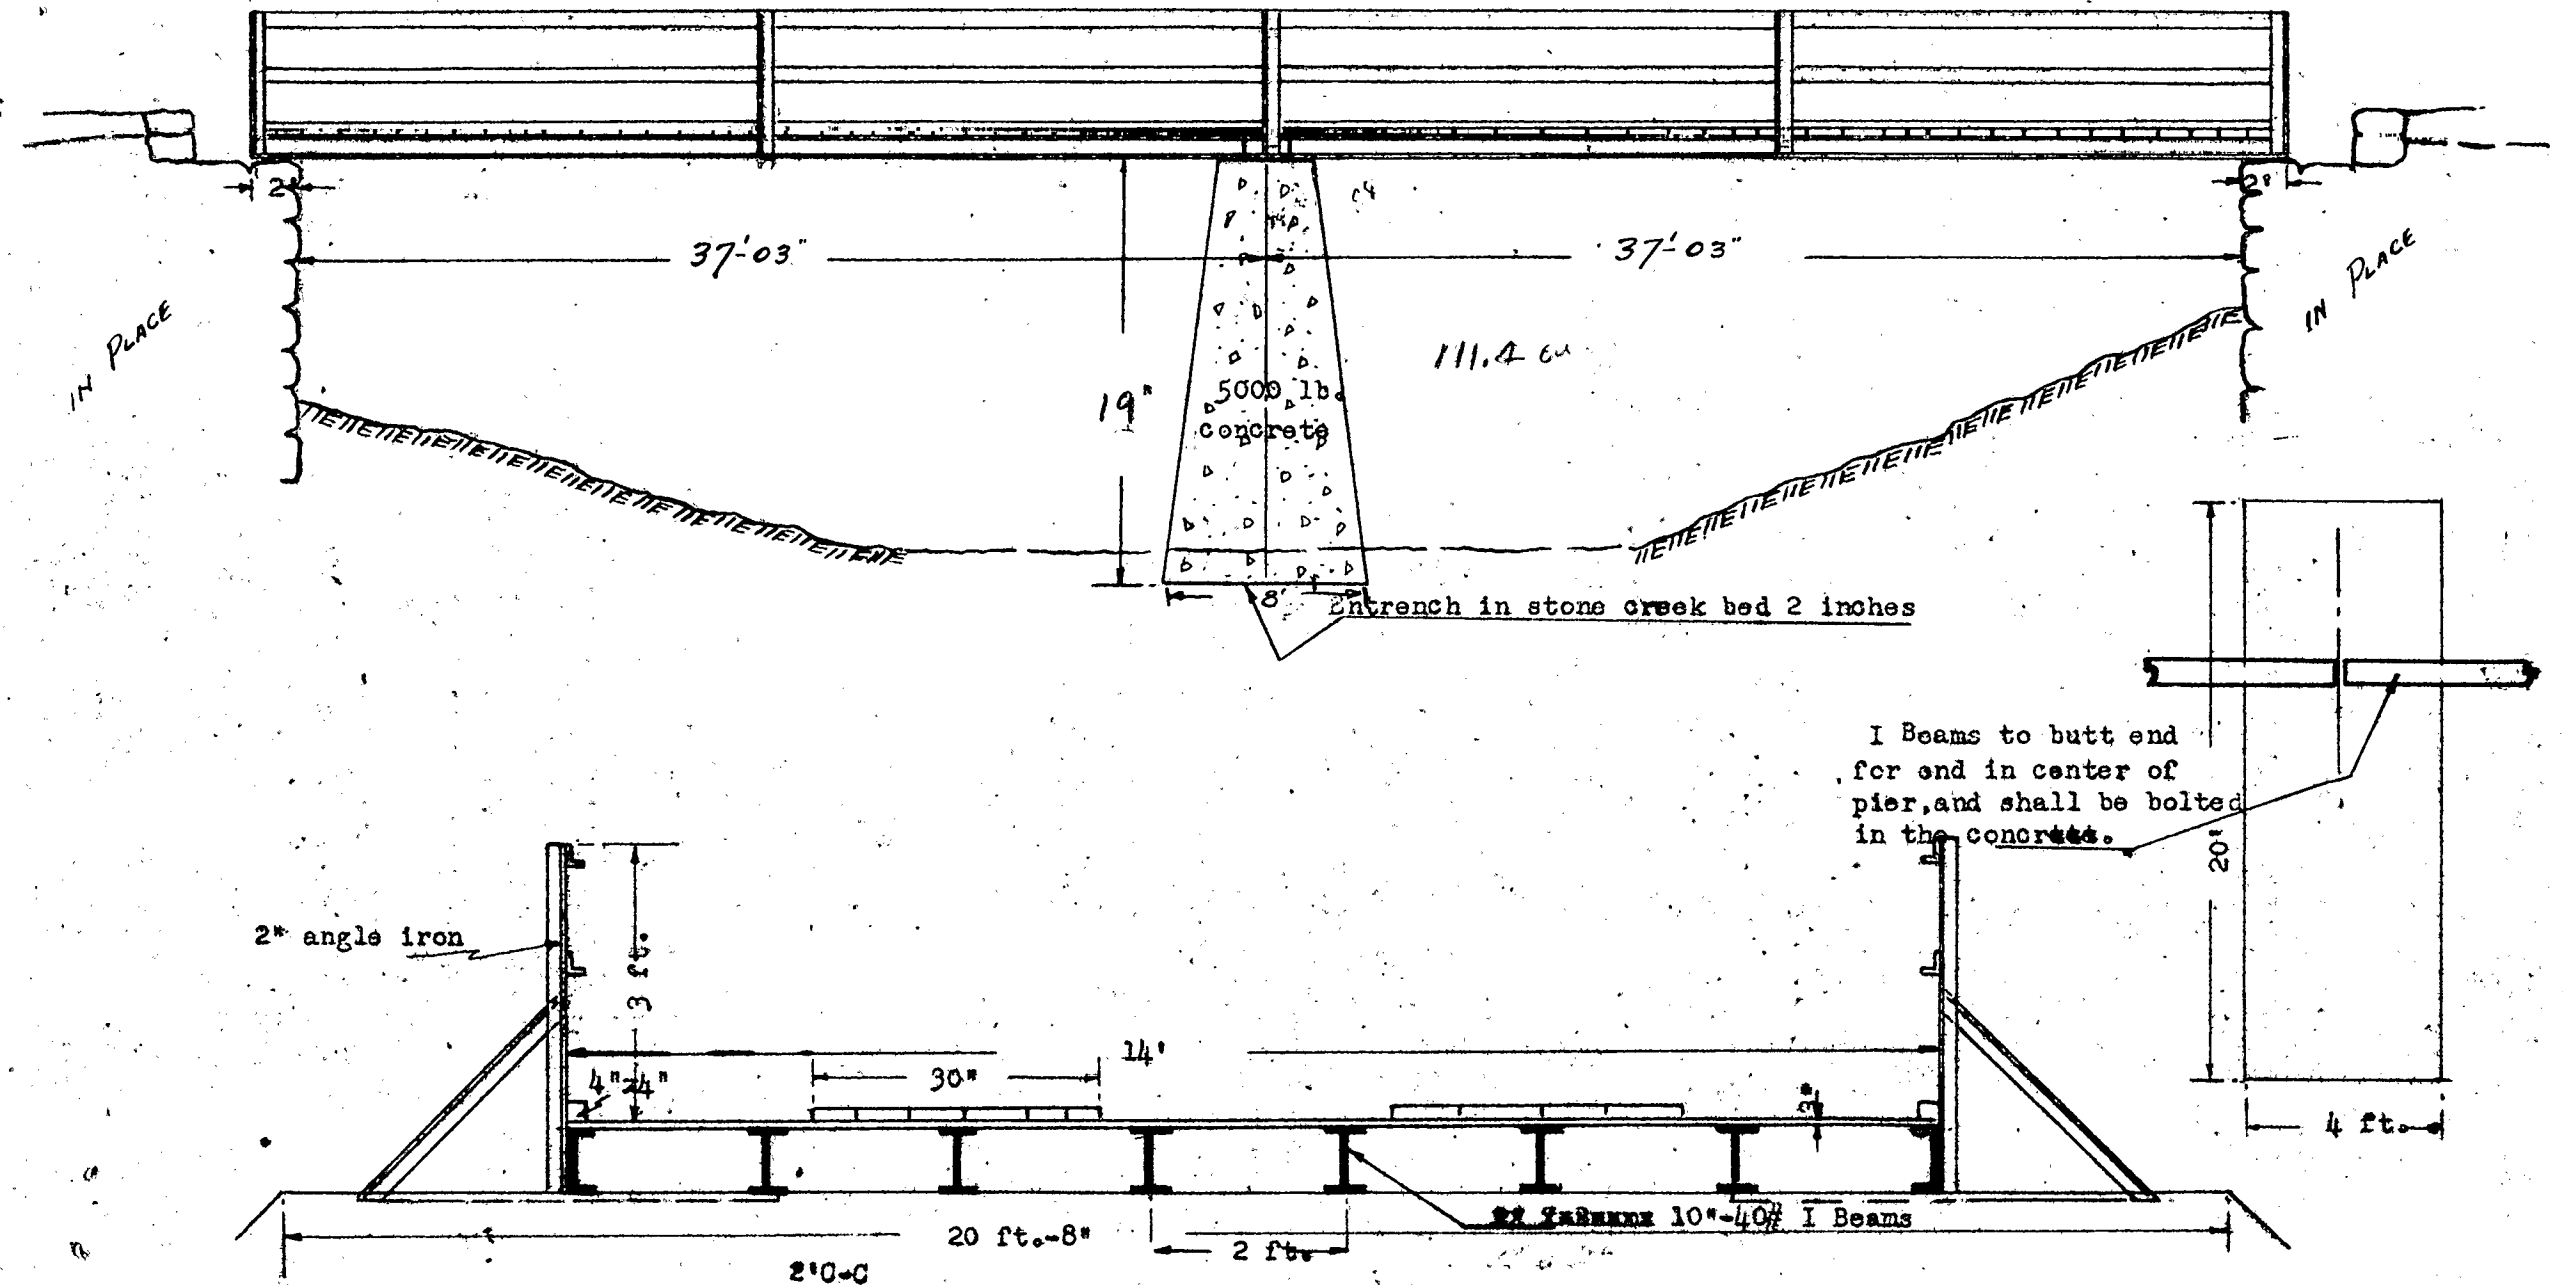 2'
2'
37'-03"
37'-03"
IN PLACE
IN PLACE
111.4 cu
19"
5000 lb.
concrete
8'
Entrench in stone creek bed 2 inches
I Beams to butt end
for end in center of
pier,and shall be bolted
in the
20'
4 ft.
2" angle iron
3 ft.
14'
4"x4"
30"
3"
10"-40# I Beams
20 ft.-8"
2 ft.
2'C-C